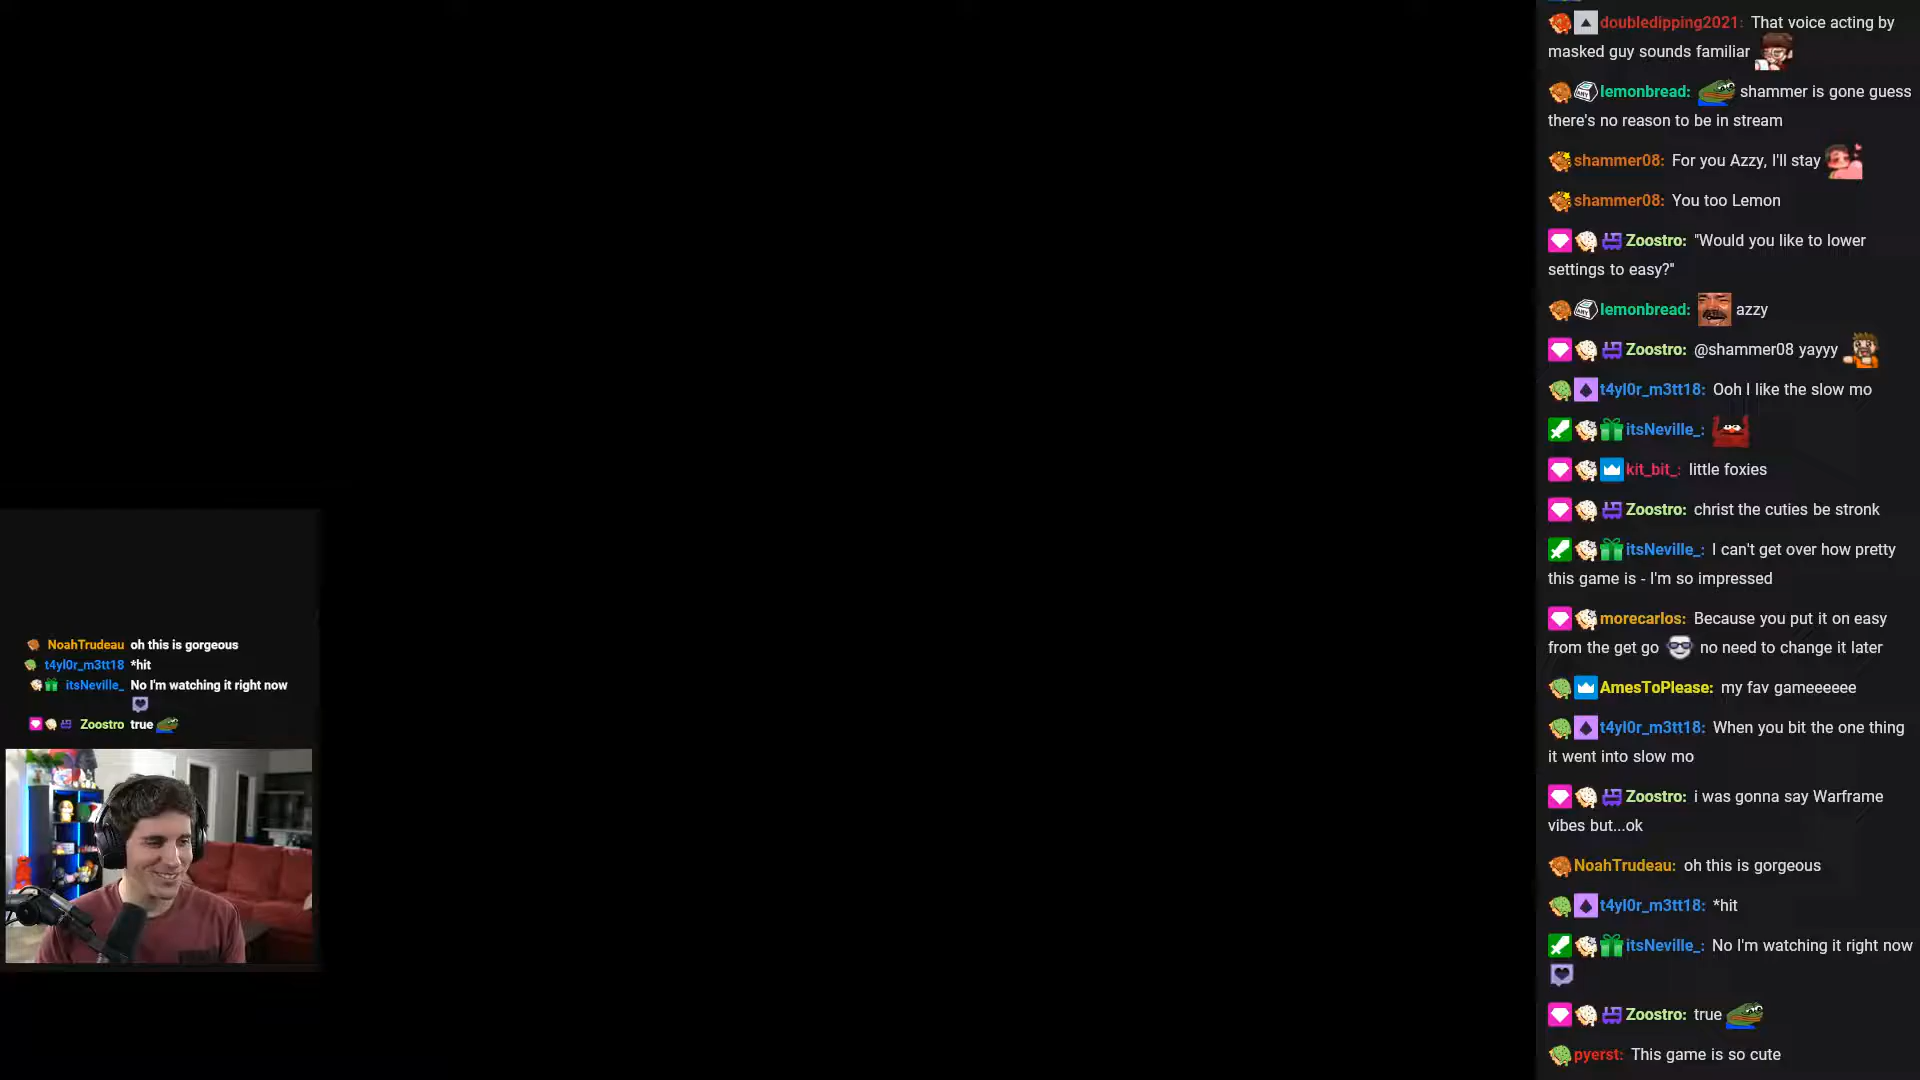 doubledipping2021: That voice acting by
masked guy sounds familiar
lemonbread: shammer is gone guess
there's no reason to be in stream
shammer08: For you Azzy, I'll stay
shammer08: You too Lemon
Zoostro: "Would you like to lower
settings to easy?"
lemonbread: azzy
Zoostro: @shammer08 yayyy
t4yl0r_m3tt18: Ooh I like the slow mo
itsNeville_:
kit_bit_: little foxies
Zoostro: christ the cuties be stronk
itsNeville_: I can't get over how pretty
this game is - I'm so impressed
morecarlos: Because you put it on easy
from the get go no need to change it later
AmesToPlease: my fav gameeeeee
t4yl0r_m3tt18: When you bit the one thing
it went into slow mo
Zoostro: i was gonna say Warframe
vibes but...ok
NoahTrudeau: oh this is gorgeous
t4yl0r_m3tt18: *hit
itsNeville_: No I'm watching it right now
Zoostro: true
pyerst: This game is so cute
NoahTrudeau oh this is gorgeous
t4yl0r_m3tt18 *hit
itsNeville_ No I'm watching it right now
Zoostro true